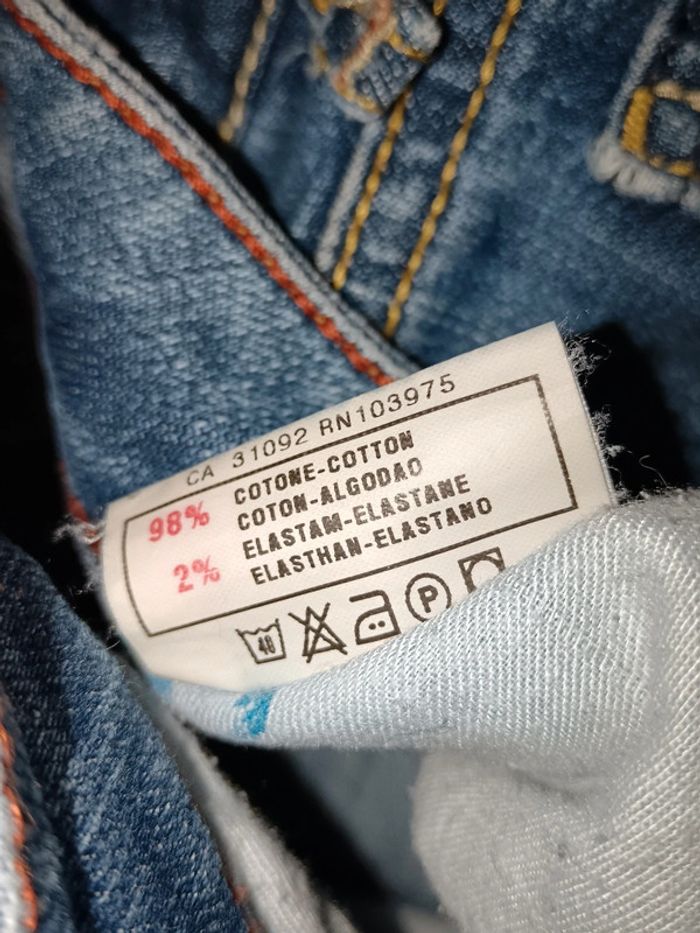 CA 31092 RN103975
98% COTONE-COTTON
COTON-ALGODAO
2% ELASTAM-ELASTANE
ELASTHAN-ELASTANO
40 P